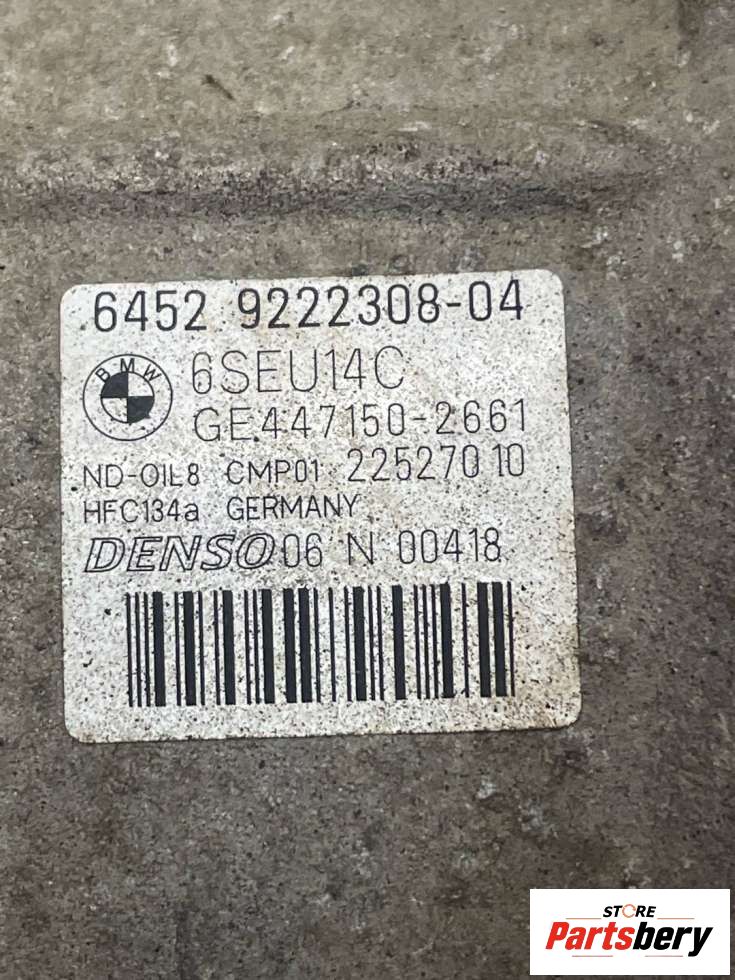 6452 9222308-04
BMW
6SEU14C
GE447150-2661
ND-OIL8 CMP01 22527010
HFC134a GERMANY
DENSO 06 N 00418
STORE
Partsbery